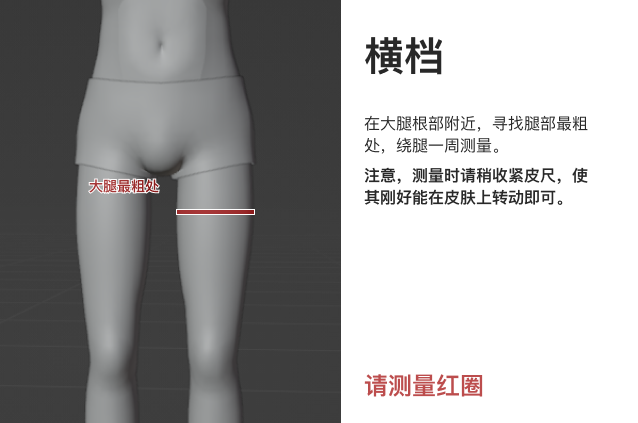 横档
在大腿根部附近，寻找腿部最粗
处，绕腿一周测量。
注意，测量时请稍收紧皮尺，使
其刚好能在皮肤上转动即可。
大腿最粗处
请测量红圈